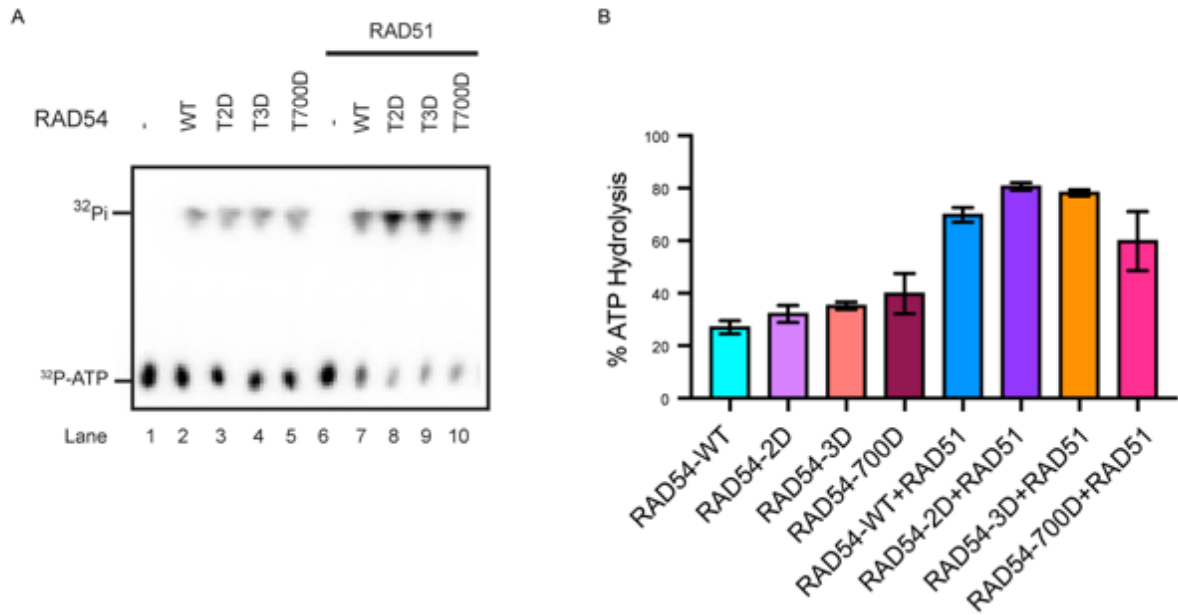 A
RAD51
RAD54 - WT T2D T3D T700D - WT T2D T3D T700D
³²Pi
³²P-ATP
Lane 1 2 3 4 5 6 7 8 9 10
B
% ATP Hydrolysis
100
80
60
40
20
0
RAD54-WT
RAD54-2D
RAD54-3D
RAD54-700D
RAD54-WT+RAD51
RAD54-2D+RAD51
RAD54-3D+RAD51
RAD54-700D+RAD51